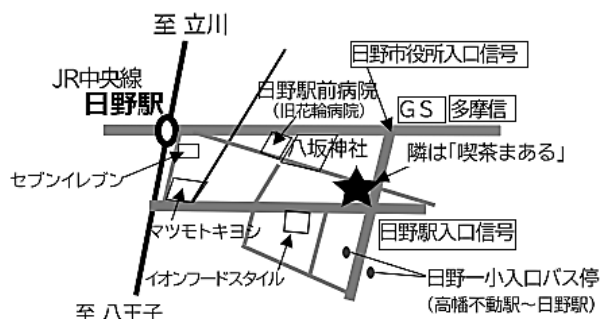 至 立川
JR中央線
日野駅
日野市役所入口信号
日野駅前病院
(旧花輪病院)
GS
多摩信
八坂神社
隣は「喫茶まある」
セブンイレブン
マツモトキヨシ
日野駅入口信号
イオンフードスタイル
日野一小入口バス停
(高幡不動駅～日野駅)
至 八王子